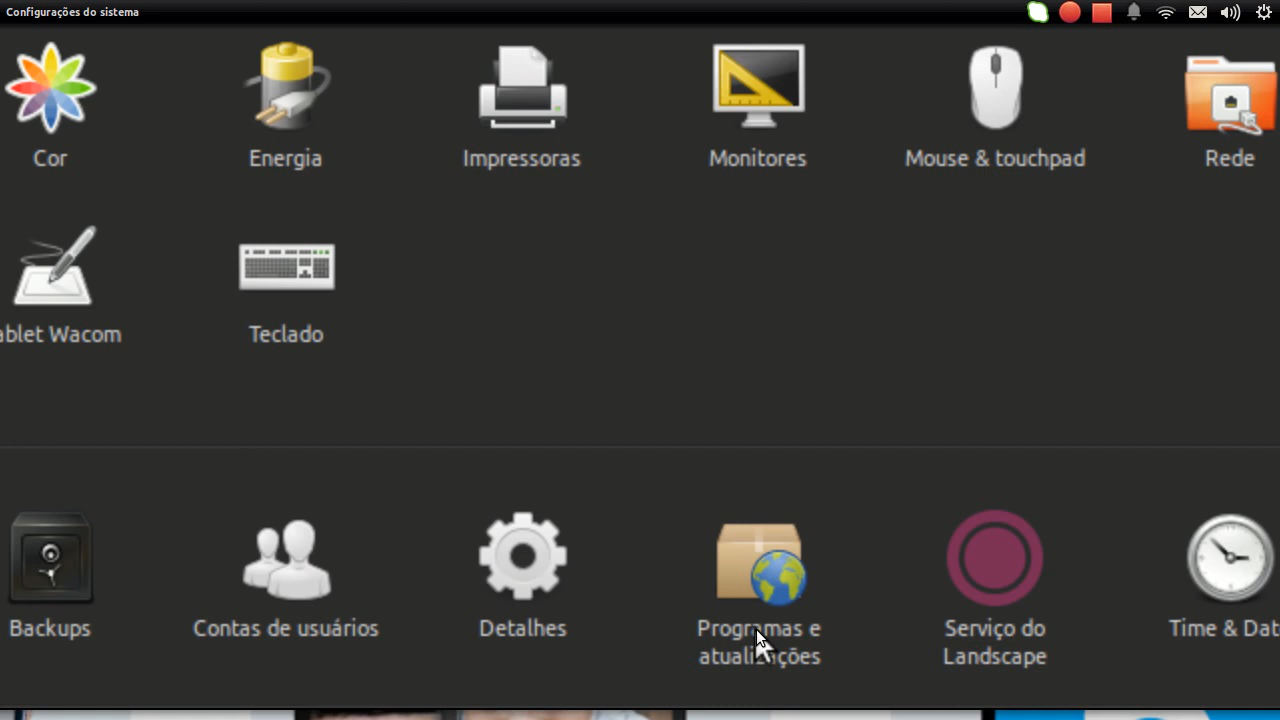 Configurações do sistema
Cor
Energia
Impressoras
Monitores
Mouse & touchpad
Rede
ablet Wacom
Teclado
Backups
Contas de usuários
Detalhes
Programas e
atualizações
Serviço do
Landscape
Time & Dat